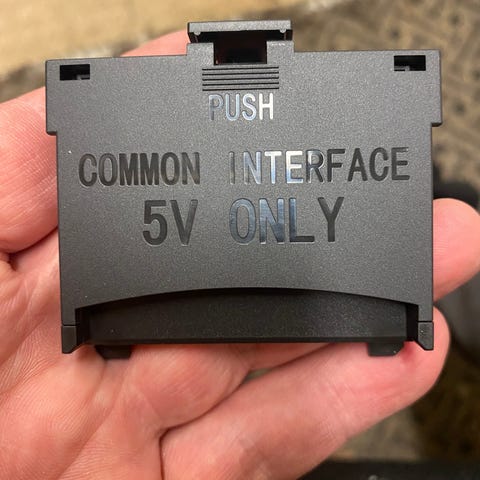 PUSH
COMMON INTERFACE
5V ONLY